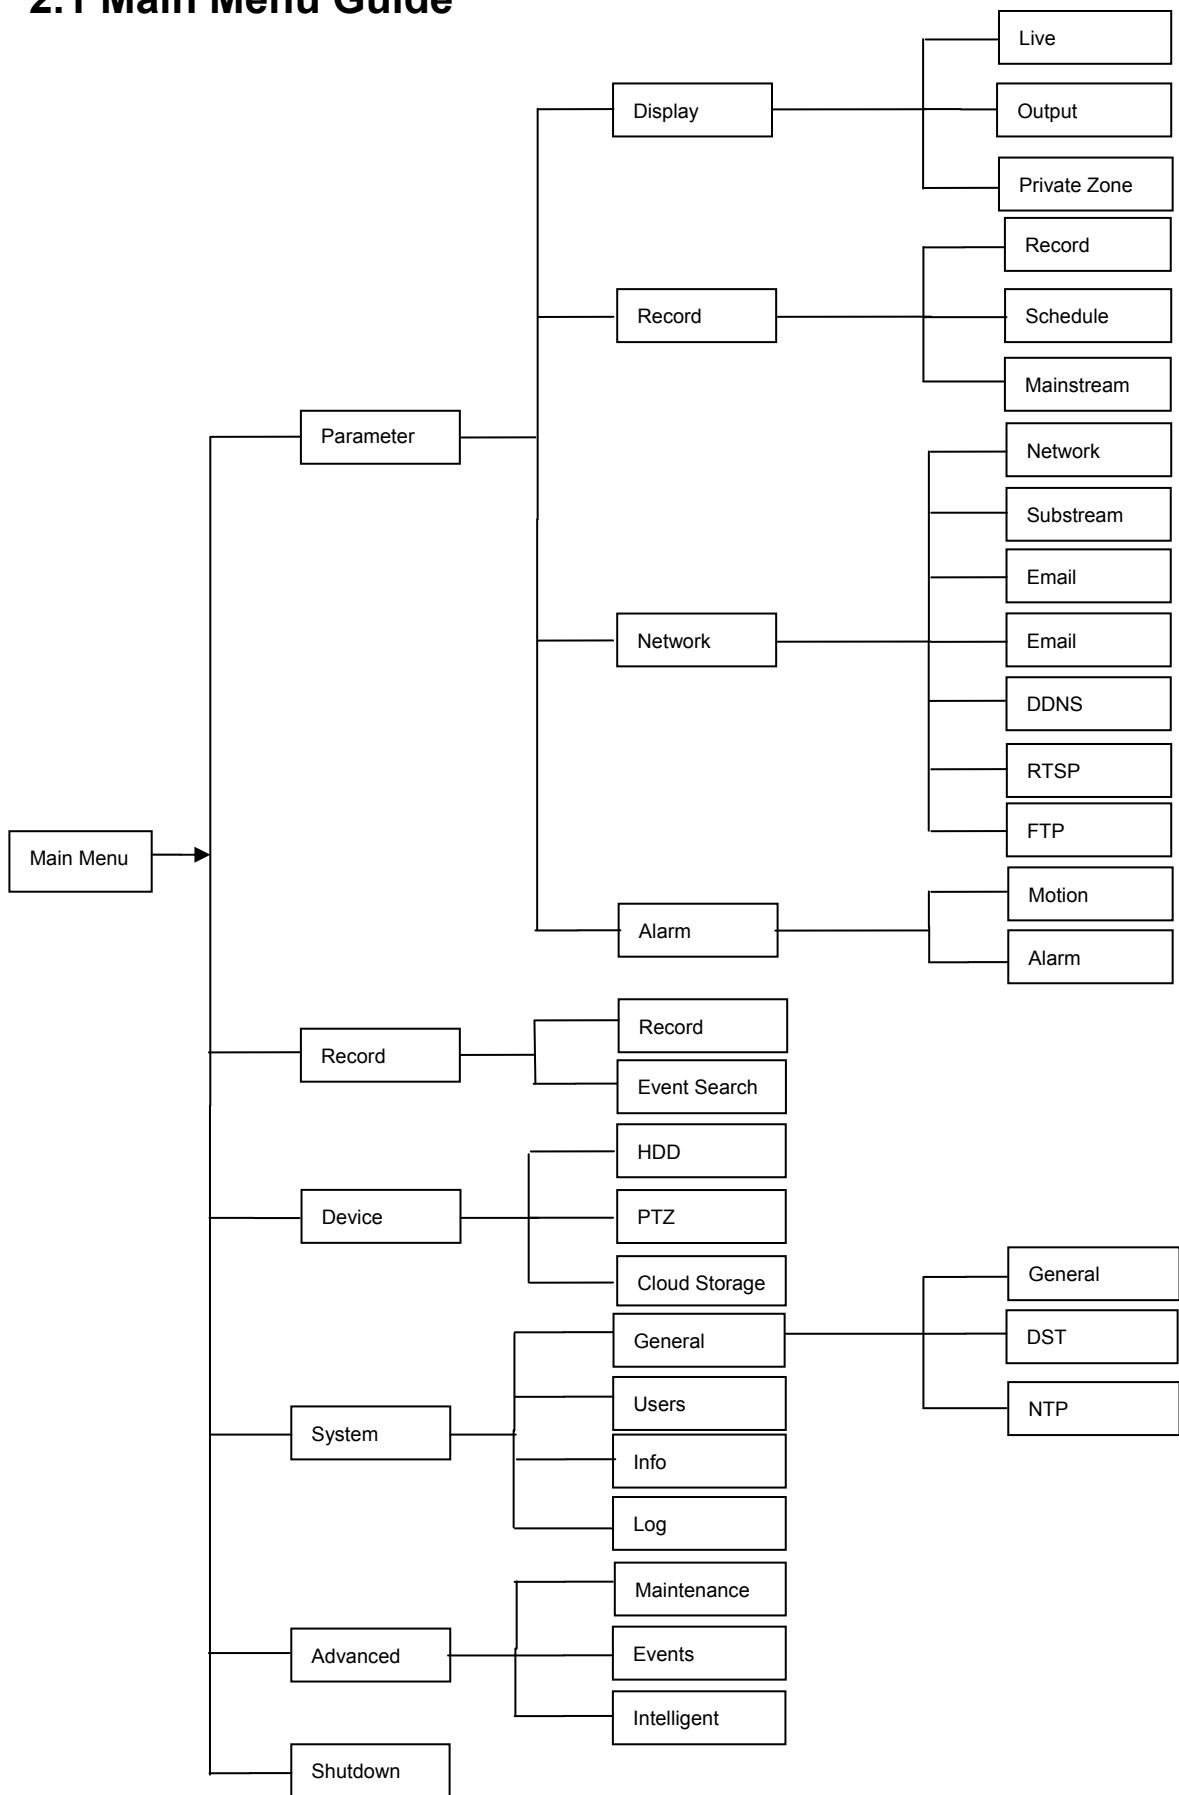 2.1 Main Menu Guide
Live
Display
Output
Private Zone
Record
Record
Schedule
Mainstream
Parameter
Network
Substream
Email
Network
Email
DDNS
RTSP
FTP
Main Menu
Motion
Alarm
Alarm
Record
Record
Event Search
HDD
Device
PTZ
Cloud Storage
General
General
DST
Users
NTP
System
Info
Log
Maintenance
Advanced
Events
Intelligent
Shutdown